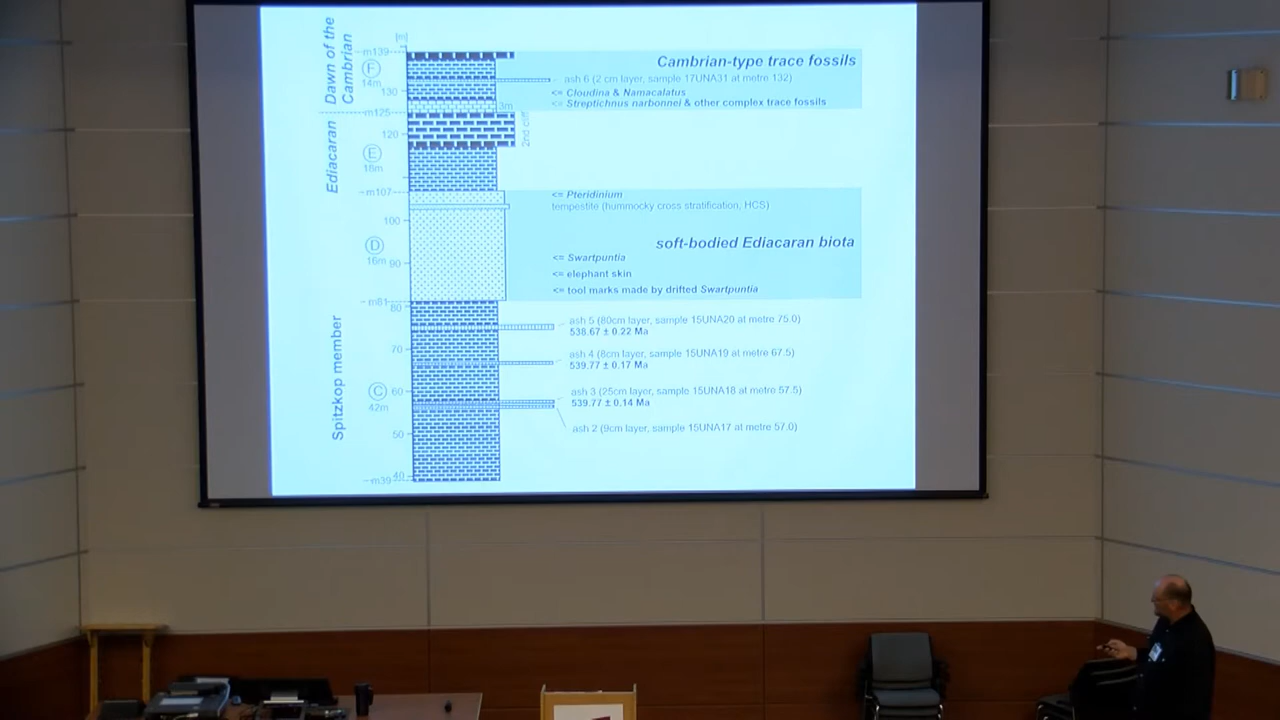 [m]
Dawn of the
Cambrian
m139
F
14m
130
m125
3m
2nd cliff
Cambrian-type trace fossils
ash 6 (2 cm layer, sample 17UNA31 at metre 132)
<= Cloudina & Namacalatus
<= Streptichnus narbonnei & other complex trace fossils
Ediacaran
120
E
16m
m107
<= Pteridinium
tempestite (hummocky cross stratification, HCS)
100
D
16m
90
soft-bodied Ediacaran biota
<= Swartpuntia
<= elephant skin
<= tool marks made by drifted Swartpuntia
m81
80
Spitzkop member
ash 5 (80cm layer, sample 15UNA20 at metre 75.0)
538.67 ± 0.22 Ma
70
ash 4 (8cm layer, sample 15UNA19 at metre 67.5)
539.77 ± 0.17 Ma
C
42m
60
ash 3 (25cm layer, sample 15UNA18 at metre 57.5)
539.77 ± 0.14 Ma
ash 2 (9cm layer, sample 15UNA17 at metre 57.0)
50
40
m39